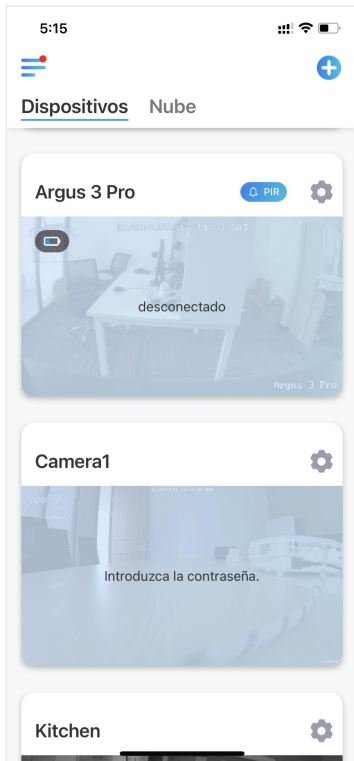 5:15
Dispositivos Nube
Argus 3 Pro PIR
desconectado
Argus 3 Pro
Camera1
Introduzca la contraseña.
Kitchen